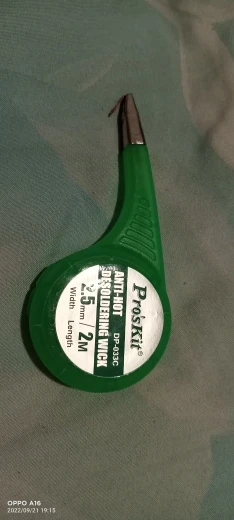 Pro'sKit®
DP-033C
ANTI-HOT
DESOLDERING WICK
2.5mm / 2M
Width Length
OPPO A16
2022/09/21 19:15